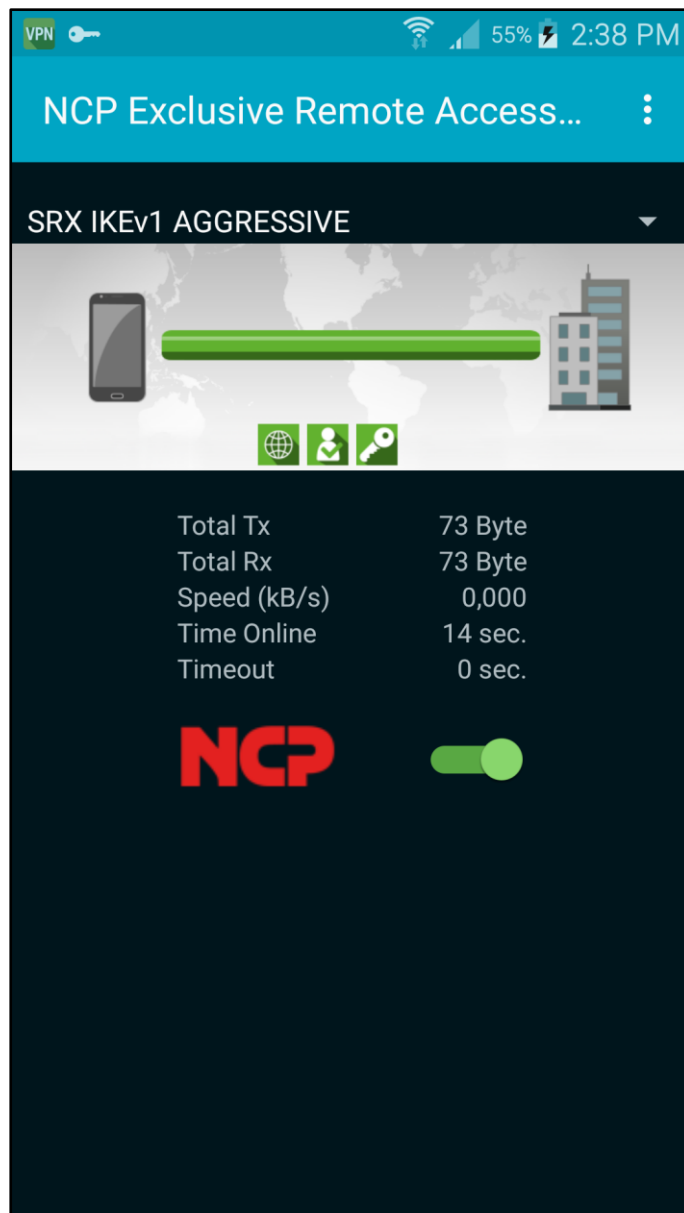 VPN 55% 2:38 PM
NCP Exclusive Remote Access...
SRX IKEv1 AGGRESSIVE
Total Tx 73 Byte
Total Rx 73 Byte
Speed (kB/s) 0,000
Time Online 14 sec.
Timeout 0 sec.
NCP